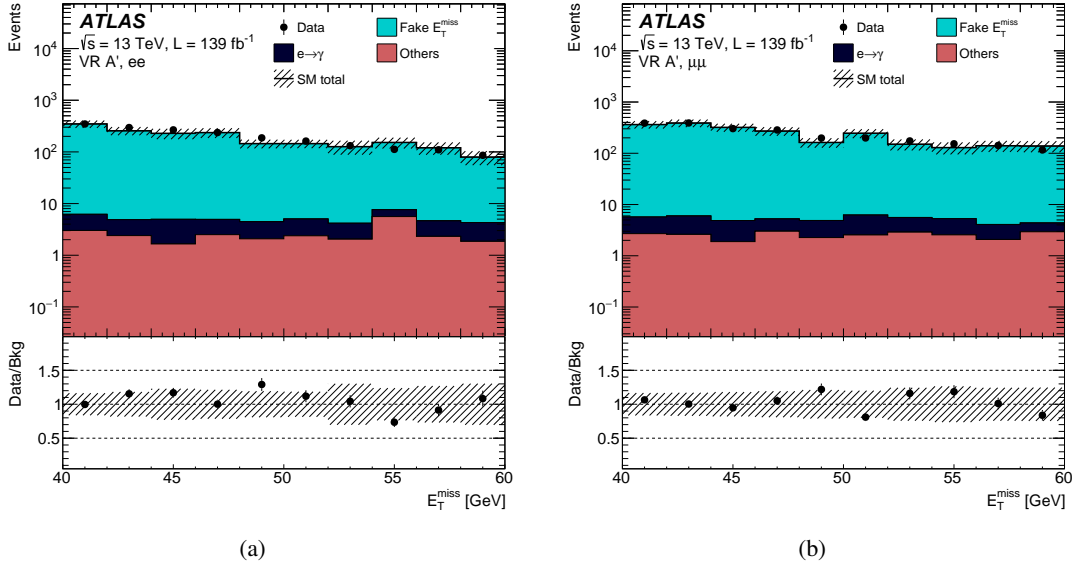 ATLAS
√s = 13 TeV, L = 139 fb⁻¹
VR A', ee
Data
Fake E_T^miss
e→γ
Others
SM total
Events
10⁴
10³
10²
10
1
10⁻¹
Data/Bkg
1.5
1
0.5
40 45 50 55 60
E_T^miss [GeV]
(a)
ATLAS
√s = 13 TeV, L = 139 fb⁻¹
VR A', μμ
Data
Fake E_T^miss
e→γ
Others
SM total
Events
10⁴
10³
10²
10
1
10⁻¹
Data/Bkg
1.5
1
0.5
40 45 50 55 60
E_T^miss [GeV]
(b)